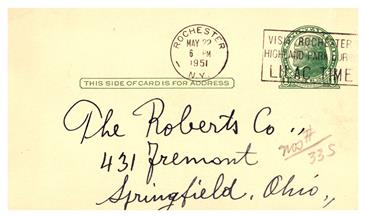 ROCHESTER
MAY 22
6 PM
1951
N.Y.
VISIT ROCHESTER
HIGHLAND PARK DURING
LILAC TIME
THIS SIDE OF CARD IS FOR ADDRESS
The Roberts Co.,
431 Fremont
Springfield, Ohio,
#
335